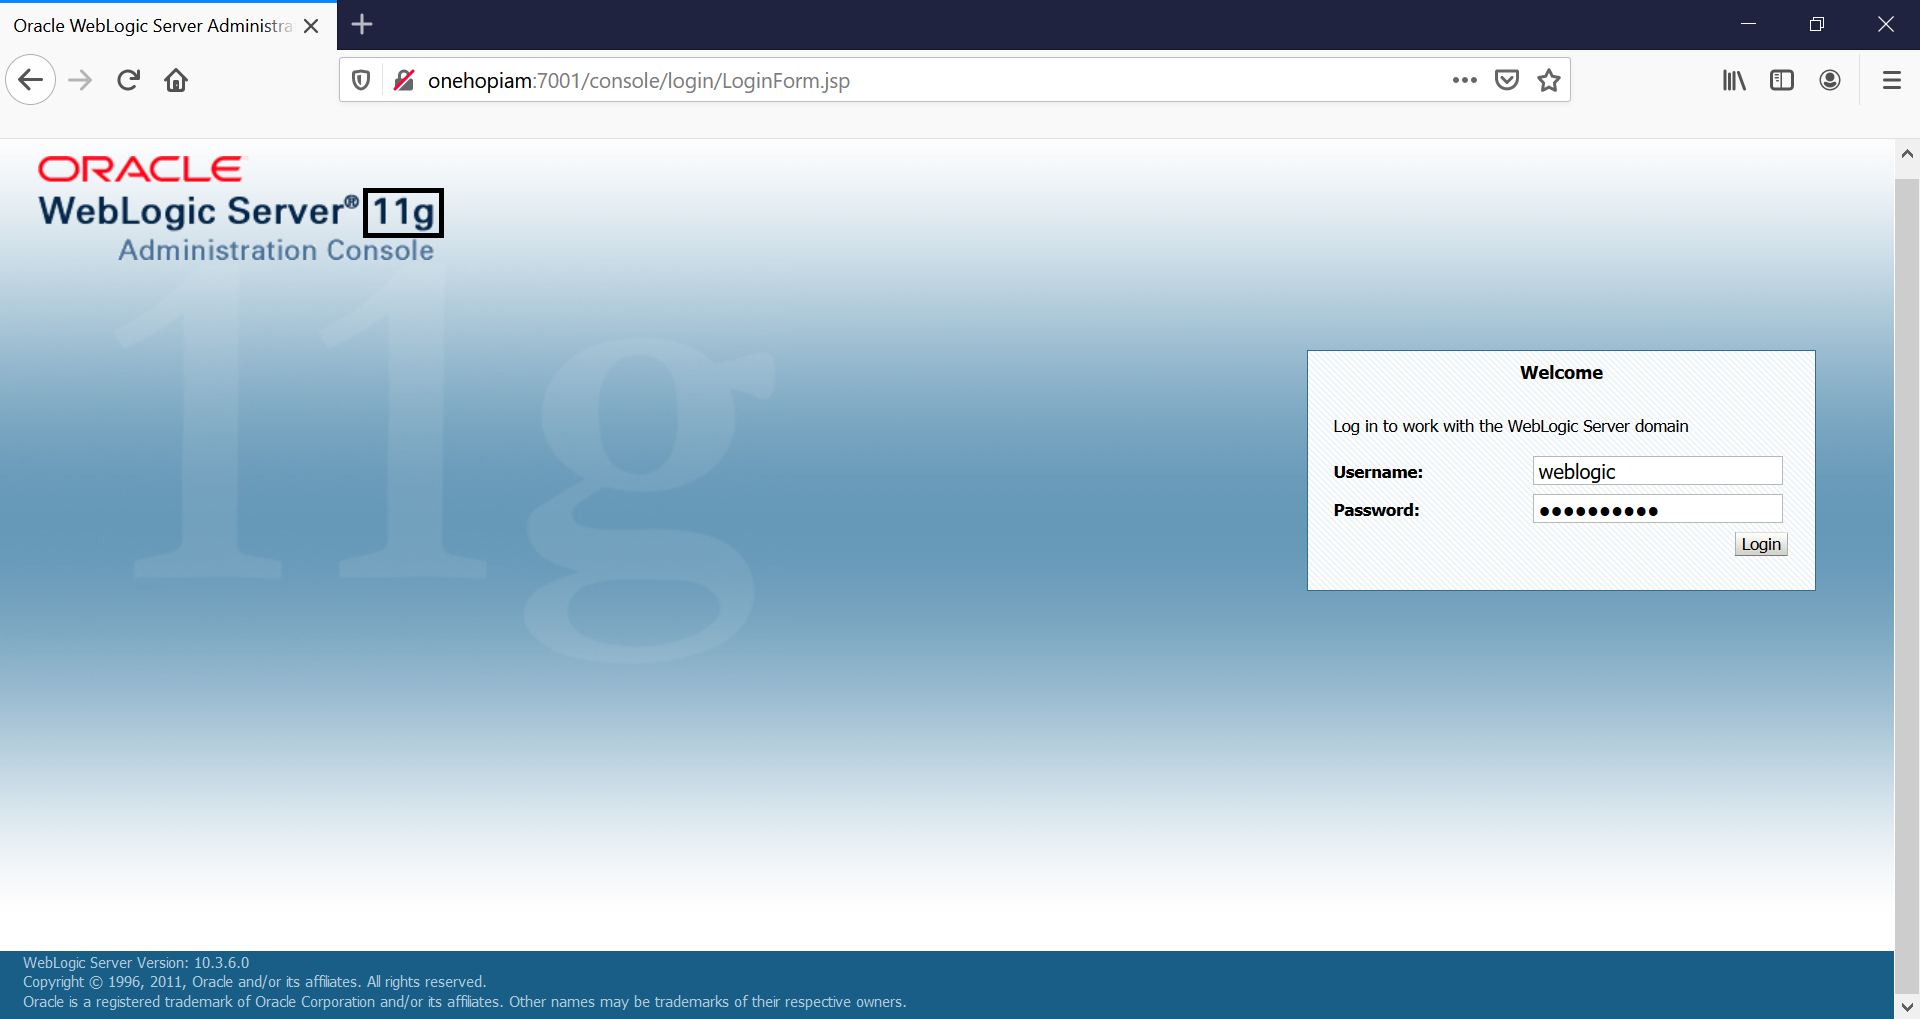 Oracle WebLogic Server Administra
onehopiam:7001/console/login/LoginForm.jsp
ORACLE
WebLogic Server® 11g
Administration Console
11g
Welcome
Log in to work with the WebLogic Server domain
Username: weblogic
Password: ●●●●●●●●●●
Login
WebLogic Server Version: 10.3.6.0
Copyright © 1996, 2011, Oracle and/or its affiliates. All rights reserved.
Oracle is a registered trademark of Oracle Corporation and/or its affiliates. Other names may be trademarks of their respective owners.